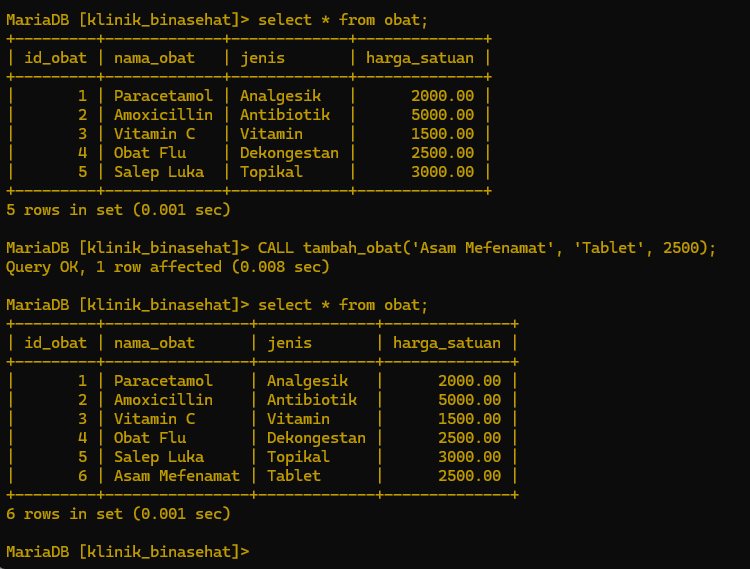 MariaDB [klinik_binasehat]> select * from obat;
+---------+-------------+------------+--------------+
| id_obat | nama_obat   | jenis      | harga_satuan |
+---------+-------------+------------+--------------+
|       1 | Paracetamol | Analgesik  |      2000.00 |
|       2 | Amoxicillin | Antibiotik |      5000.00 |
|       3 | Vitamin C   | Vitamin    |      1500.00 |
|       4 | Obat Flu    | Dekongestan |      2500.00 |
|       5 | Salep Luka  | Topikal    |      3000.00 |
+---------+-------------+------------+--------------+
5 rows in set (0.001 sec)

MariaDB [klinik_binasehat]> CALL tambah_obat('Asam Mefenamat', 'Tablet', 2500);
Query OK, 1 row affected (0.008 sec)

MariaDB [klinik_binasehat]> select * from obat;
+---------+----------------+-------------+--------------+
| id_obat | nama_obat      | jenis       | harga_satuan |
+---------+----------------+-------------+--------------+
|       1 | Paracetamol    | Analgesik   |      2000.00 |
|       2 | Amoxicillin    | Antibiotik  |      5000.00 |
|       3 | Vitamin C      | Vitamin     |      1500.00 |
|       4 | Obat Flu       | Dekongestan |      2500.00 |
|       5 | Salep Luka     | Topikal     |      3000.00 |
|       6 | Asam Mefenamat | Tablet      |      2500.00 |
+---------+----------------+-------------+--------------+
6 rows in set (0.001 sec)

MariaDB [klinik_binasehat]>